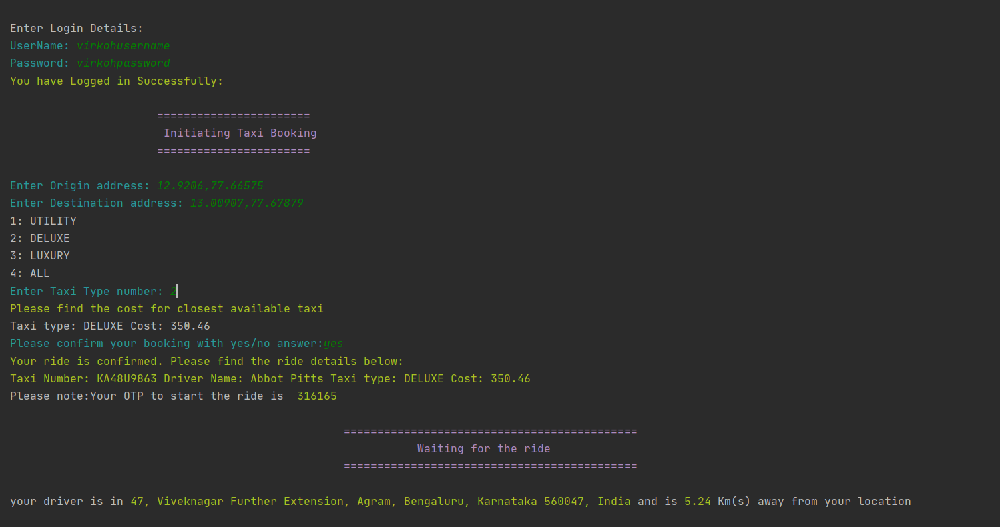 Enter Login Details:
UserName: virkohusername
Password: virkohpassword
You have Logged in Successfully:
=======================
Initiating Taxi Booking
=======================
Enter Origin address: 12.9206,77.66575
Enter Destination address: 13.00907,77.67879
1: UTILITY
2: DELUXE
3: LUXURY
4: ALL
Enter Taxi Type number: 2
Please find the cost for closest available taxi
Taxi type: DELUXE Cost: 350.46
Please confirm your booking with yes/no answer:yes
Your ride is confirmed. Please find the ride details below:
Taxi Number: KA48U9863 Driver Name: Abbot Pitts Taxi type: DELUXE Cost: 350.46
Please note:Your OTP to start the ride is  316165
============================================
Waiting for the ride
============================================
your driver is in 47, Viveknagar Further Extension, Agram, Bengaluru, Karnataka 560047, India and is 5.24 Km(s) away from your location